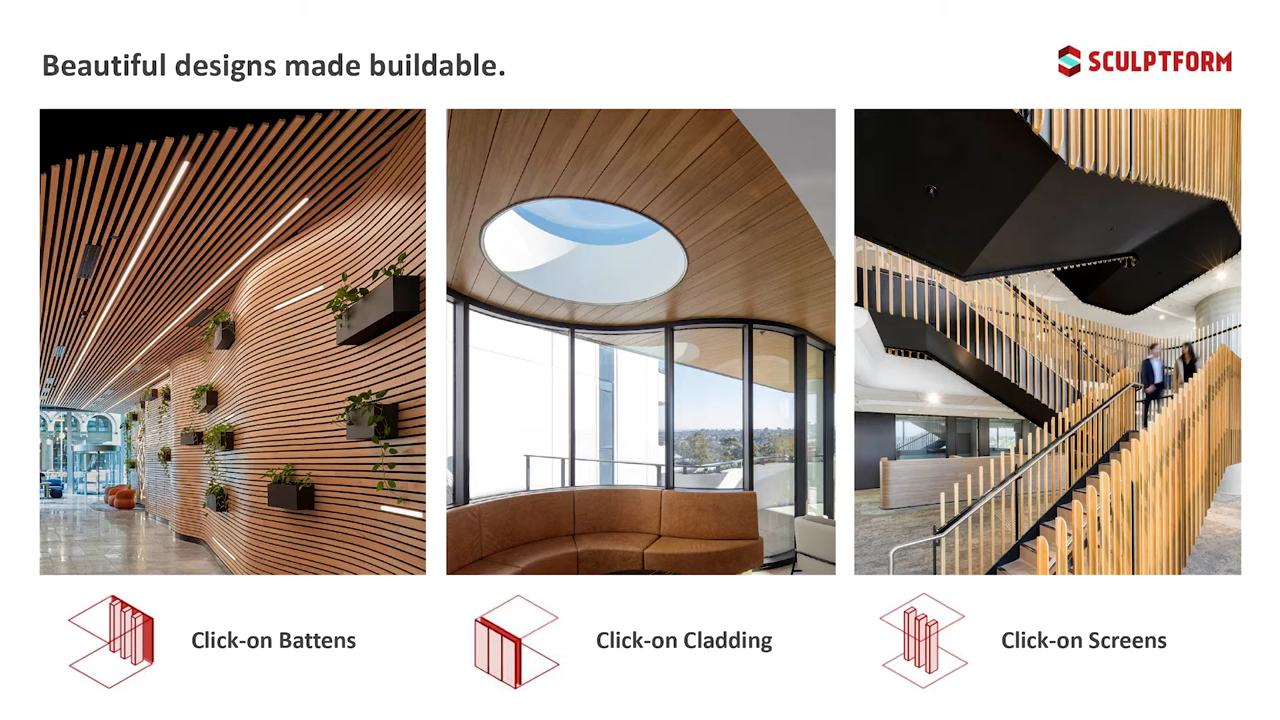 Beautiful designs made buildable.
SCULPTFORM
Click-on Battens
Click-on Cladding
Click-on Screens